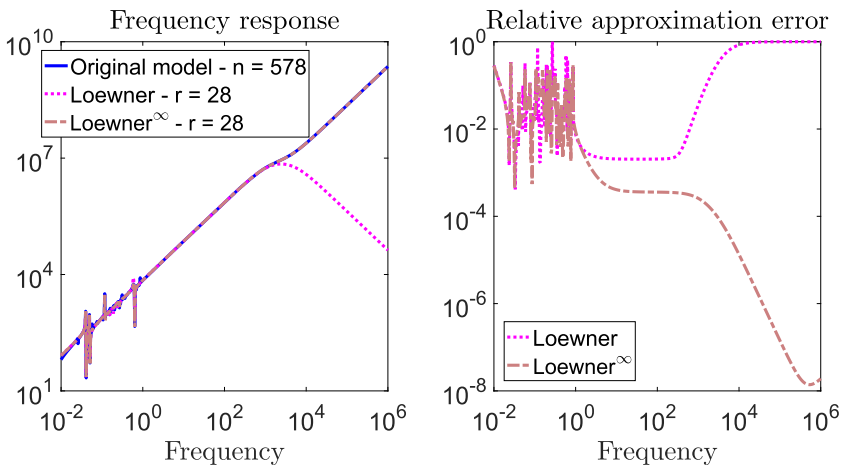 Frequency response
10^10
10^7
10^4
10^1
Original model - n = 578
Loewner - r = 28
Loewner^∞ - r = 28
10^-2 10^0 10^2 10^4 10^6
Frequency
Relative approximation error
10^0
10^-2
10^-4
10^-6
10^-8
Loewner
Loewner^∞
10^-2 10^0 10^2 10^4 10^6
Frequency